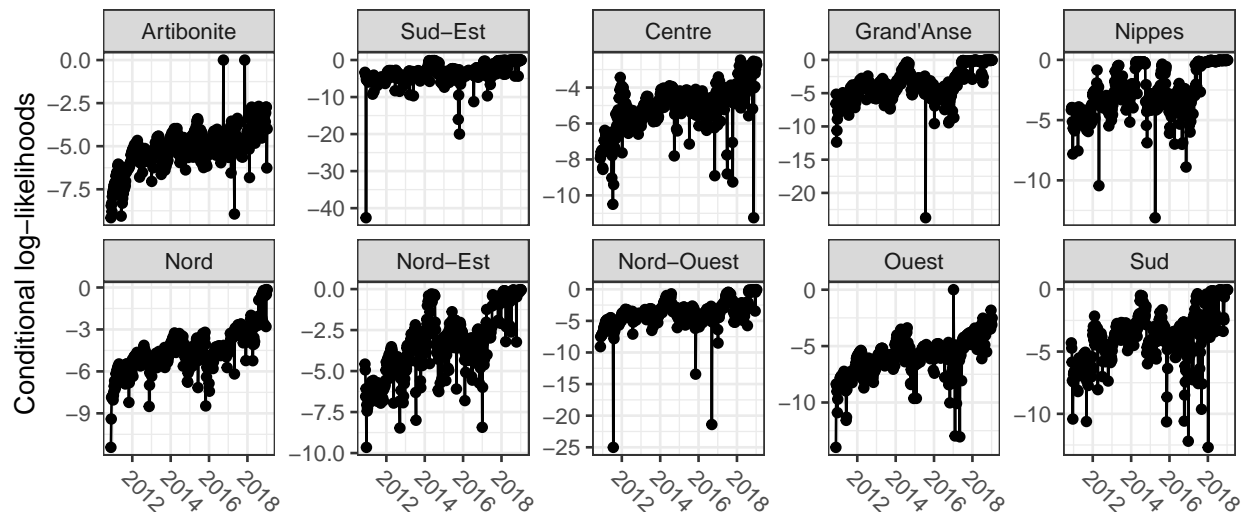 Artibonite Sud−Est Centre Grand'Anse Nippes
0.0 −2.5 −5.0 −7.5
0 −10 −20 −30 −40
−4 −6 −8 −10
0 −5 −10 −15 −20
0 −5 −10
Conditional log−likelihoods
Nord Nord−Est Nord−Ouest Ouest Sud
0 −3 −6 −9
0.0 −2.5 −5.0 −7.5 −10.0
0 −5 −10 −15 −20 −25
0 −5 −10
0 −5 −10
2012 2014 2016 2018
2012 2014 2016 2018
2012 2014 2016 2018
2012 2014 2016 2018
2012 2014 2016 2018